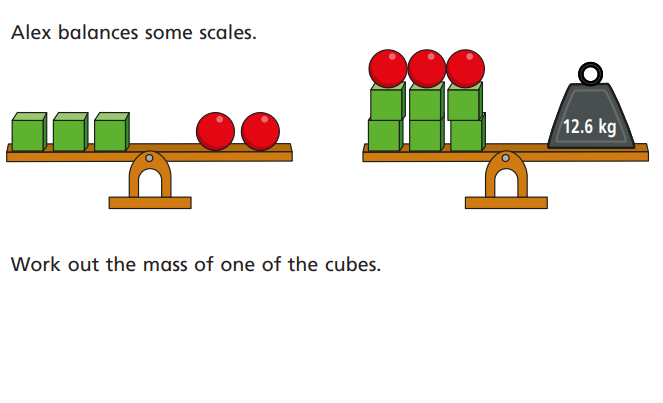 Alex balances some scales.
12.6 kg
Work out the mass of one of the cubes.